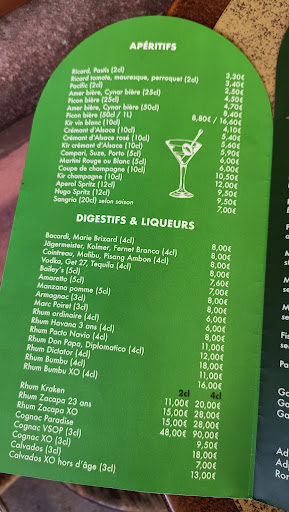 APÉRITIFS
Ricard, Pastis (2cl) 3,30€
Ricard tomate, mauresque, perroquet (2cl) 3,40€
Pacific (2cl) 2,50€
Amer bière, Cynar bière (25cl) 4,50€
Picon bière (25cl) 4,40€
Amer bière, Cynar bière (50cl) 8,70€
Picon bière (50cl / 1L) 8,80€ / 16,60€
Kir vin blanc (10cl) 4,10€
Crémant d'Alsace (10cl) 5,40€
Crémant d'Alsace rosé (10cl) 5,60€
Kir crémant d'Alsace (10cl) 5,90€
Campari, Suze, Porto (5cl) 6,90€
Martini Rouge ou Blanc (5cl) 6,60€
Coupe de champagne (10cl) 10,50€
Kir champagne (10cl) 12,00€
Aperol Spritz (12cl) 9,50€
Hugo Spritz (12cl) 9,50€
Sangria (20cl) selon saison 7,00€
DIGESTIFS & LIQUEURS
Bacardi, Marie Brizard (4cl) 8,00€
Jägermeister, Kolmer, Fernet Branca (4cl) 8,00€
Cointreau, Malibu, Pisang Ambon (4cl) 8,00€
Vodka, Get 27, Tequila (4cl) 8,00€
Bailey's (5cl) 7,60€
Amaretto (5cl) 7,00€
Manzana pomme (5cl) 6,00€
Armagnac (3cl) 8,00€
Marc Poiret (3cl) 6,00€
Rhum ordinaire (4cl) 6,00€
Rhum Havana 3 ans (4cl) 8,00€
Rhum Pacto Navio (4cl) 11,00€
Rhum Don Papa, Diplomatico (4cl) 12,00€
Rhum Dictator (4cl) 18,00€
Rhum Bumbu (4cl) 11,00€
Rhum Bumbu XO (4cl) 16,00€
2cl 4cl
Rhum Kraken 11,00€ 20,00€
Rhum Zacapa 23 ans 15,00€ 28,00€
Rhum Zacapa XO 15,00€ 28,00€
Cognac Paradise 48,00€ 90,00€
Cognac VSOP (3cl) 9,50€
Cognac XO (3cl) 18,00€
Calvados (3cl) 7,00€
Calvados XO hors d'âge (3cl) 13,00€